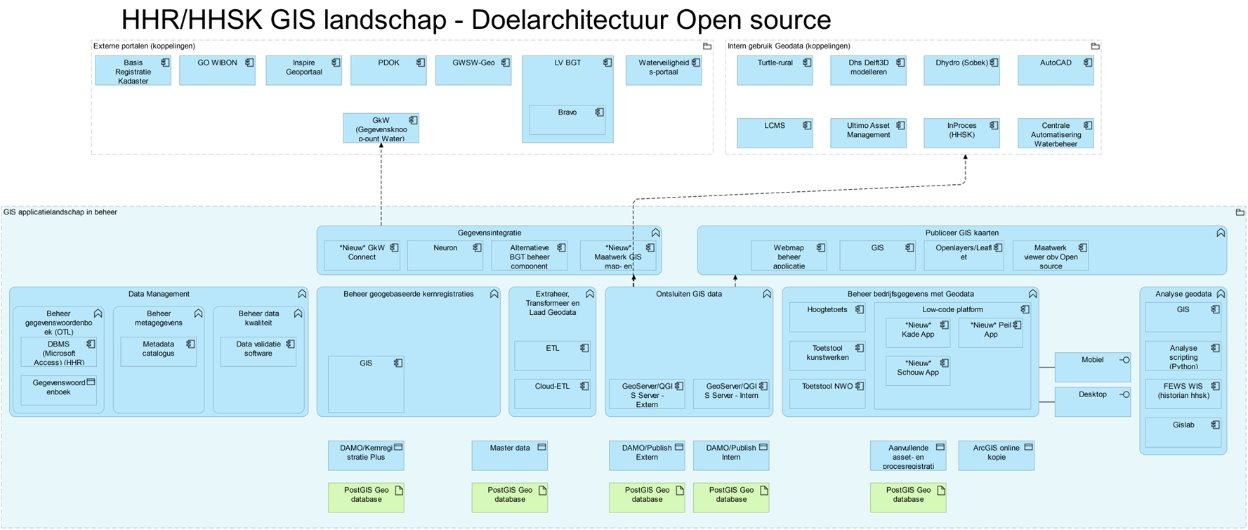 HHR/HHSK GIS landschap - Doelarchitectuur Open source
Externe portalen (koppelingen)
Basis
Registratie
Kadaster
GO WIBON
Inspire
Geoportaal
PDOK
GWSW-Geo
LV BGT
Bravo
Waterveiligheid
s-portaal
GkW
(Gegevensknoo
p-punt Water)
Intern gebruik Geodata (koppelingen)
Turtle-rural
Dhs Delft3D
modelleren
Dhydro (Sobek)
AutoCAD
LCMS
Ultimo Asset
Management
InProces
(HHSK)
Centrale
Automatisering
Waterbeheer
GIS applicatielandschap in beheer
Gegevensintegratie
*Nieuw* GkW
Connect
Neuron
Alternatieve
BGT beheer
component
*Nieuw*
Maatwerk GIS
map- en
Publiceer GIS kaarten
Webmap
beheer
applicatie
GIS
Openlayers/Leafl
et
Maatwerk
viewer obv Open
source
Data Management
Beheer
gegevenswoordenbo
ek (OTL)
DBMS
(Microsoft
Access) (HHR)
Gegevenswoord
enboek
Beheer
metagegevens
Metadata
catalogus
Beheer data
kwaliteit
Data validatie
software
Beheer geogebaseerde kernregistraties
GIS
Extraheer,
Transformeer en
Laad Geodata
ETL
Cloud-ETL
Ontsluiten GIS data
GeoServer/QGI
S Server -
Extern
GeoServer/QGI
S Server - Intern
Beheer bedrijfsgegevens met Geodata
Hoogtetoets
Toetstool
kunstwerken
Toetstool NWO
Low-code platform
*Nieuw*
Kade App
*Nieuw* Peil
App
*Nieuw*
Schouw App
Mobiel
Desktop
Analyse geodata
GIS
Analyse
scripting
(Python)
FEWS WIS
(historian hhsk)
Gislab
DAMO/Kernregi
stratie Plus
Master data
DAMO/Publish
Extern
DAMO/Publish
Intern
Aanvullende
asset- en
procesregistrati
ArcGIS online
kopie
PostGIS Geo
database
PostGIS Geo
database
PostGIS Geo
database
PostGIS Geo
database
PostGIS Geo
database